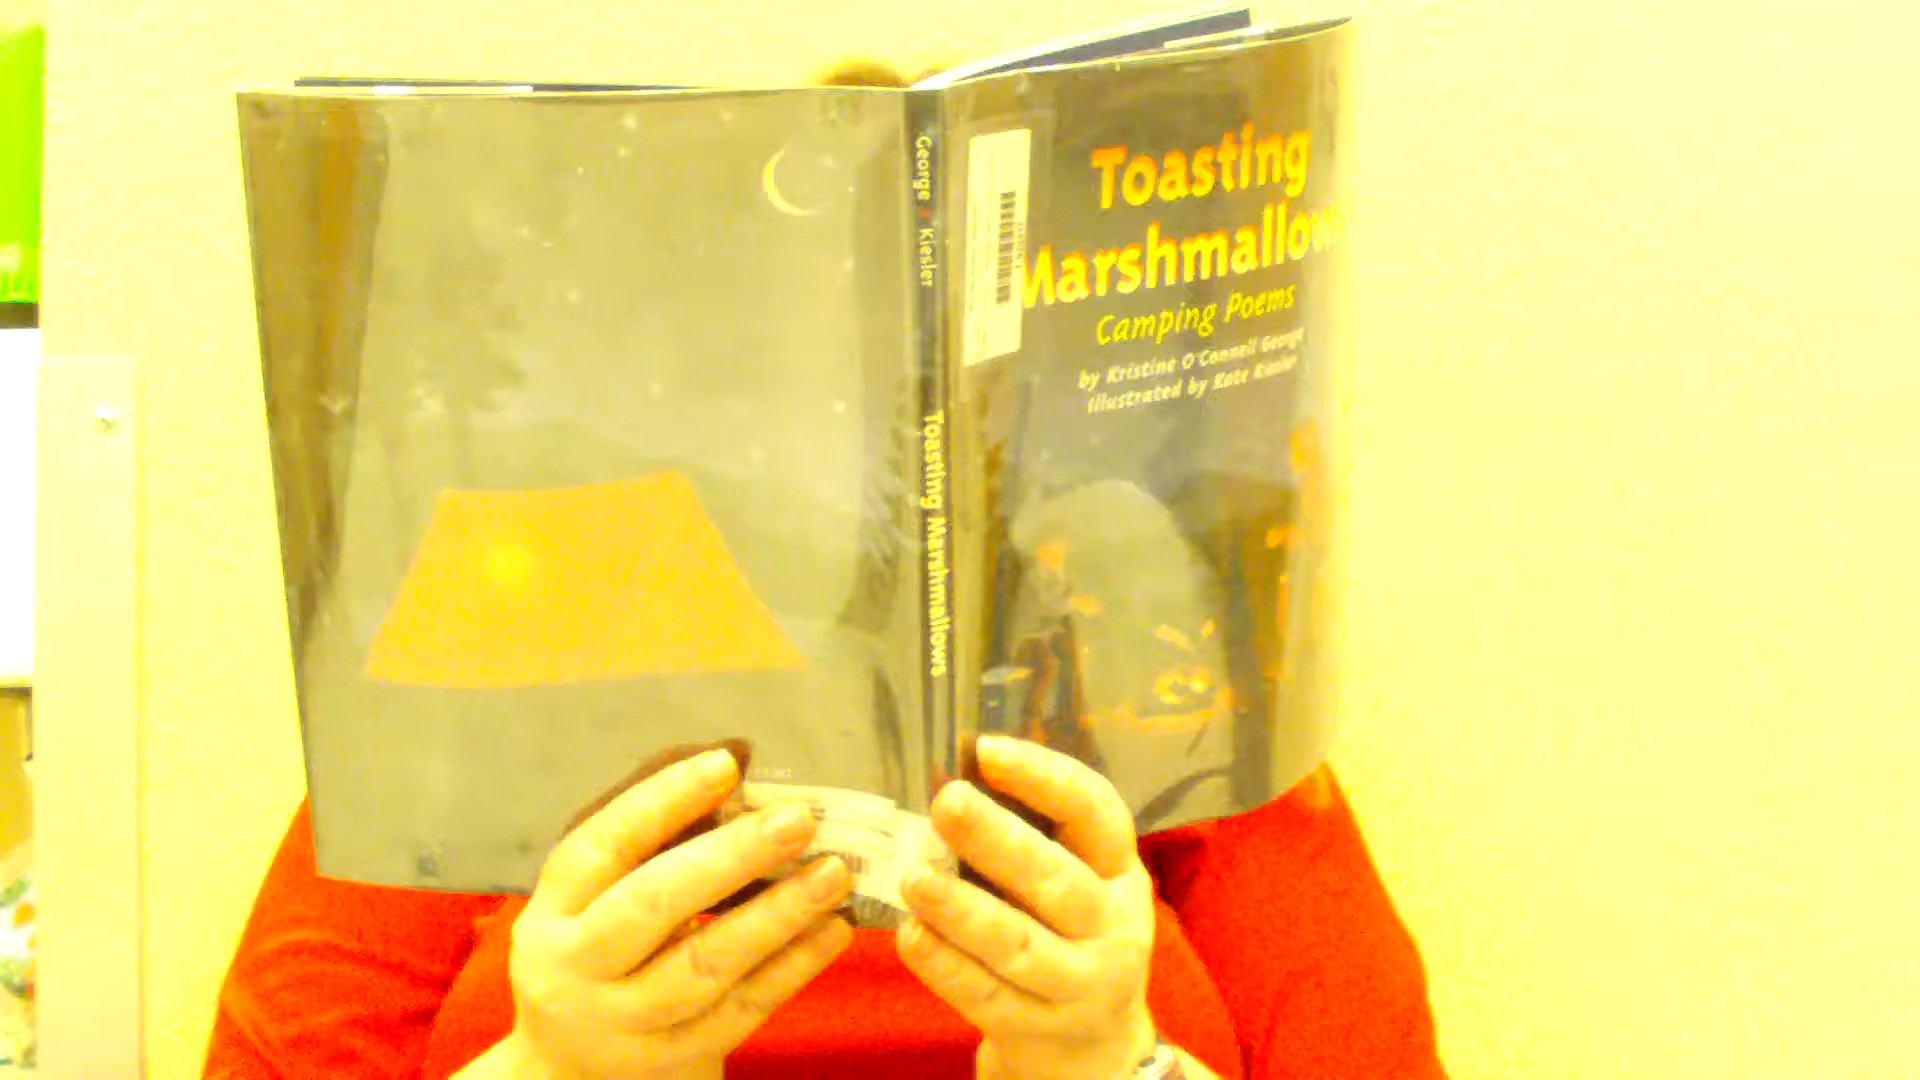 George Kiesler
Toasting Marshmallows
Toasting
Marshmallows
Camping Poems
by Kristine O'Connell George
Illustrated by Kate Kiesler